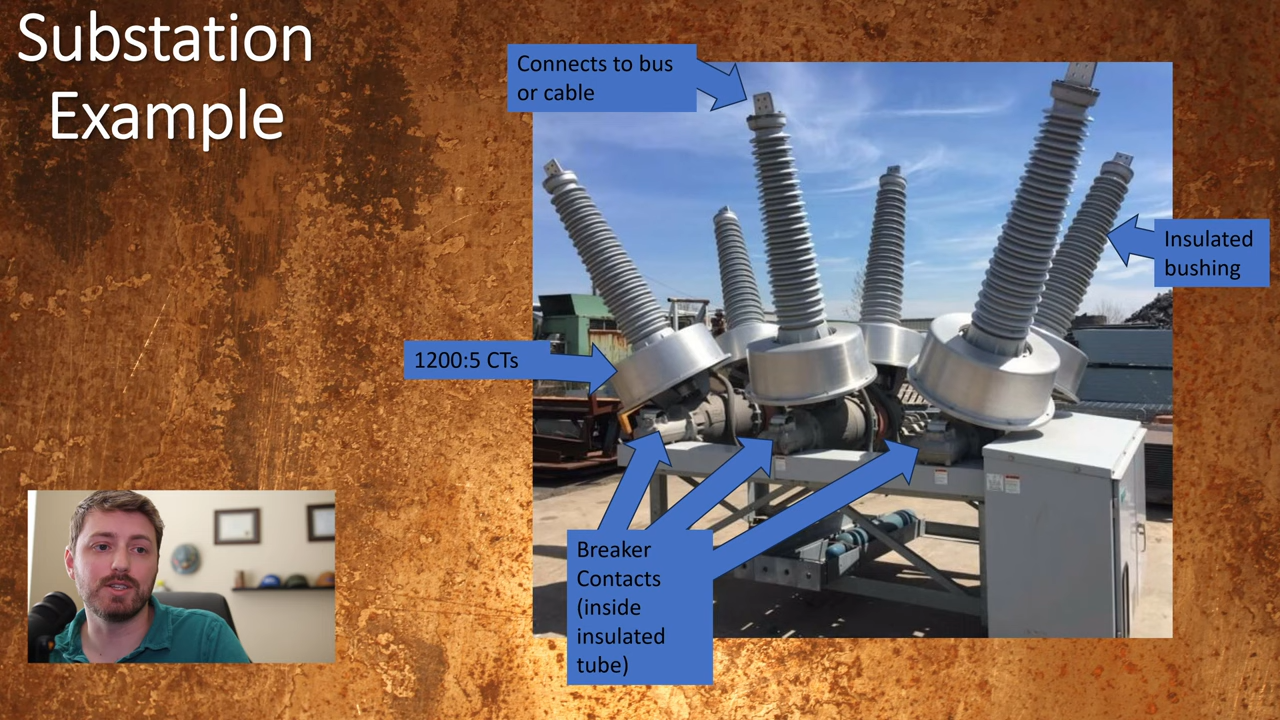 Substation
Example
Connects to bus
or cable
Insulated
bushing
1200:5 CTs
Breaker
Contacts
(inside
insulated
tube)